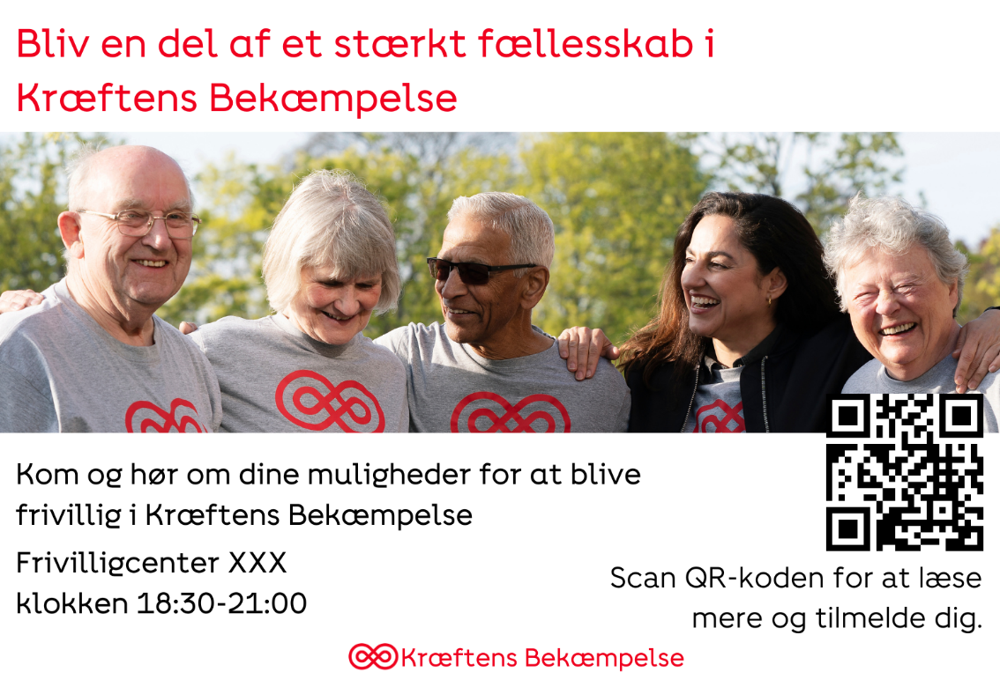 Bliv en del af et stærkt fællesskab i
Kræftens Bekæmpelse
Kom og hør om dine muligheder for at blive
frivillig i Kræftens Bekæmpelse
Frivilligcenter XXX
klokken 18:30-21:00
Scan QR-koden for at læse
mere og tilmelde dig.
Kræftens Bekæmpelse